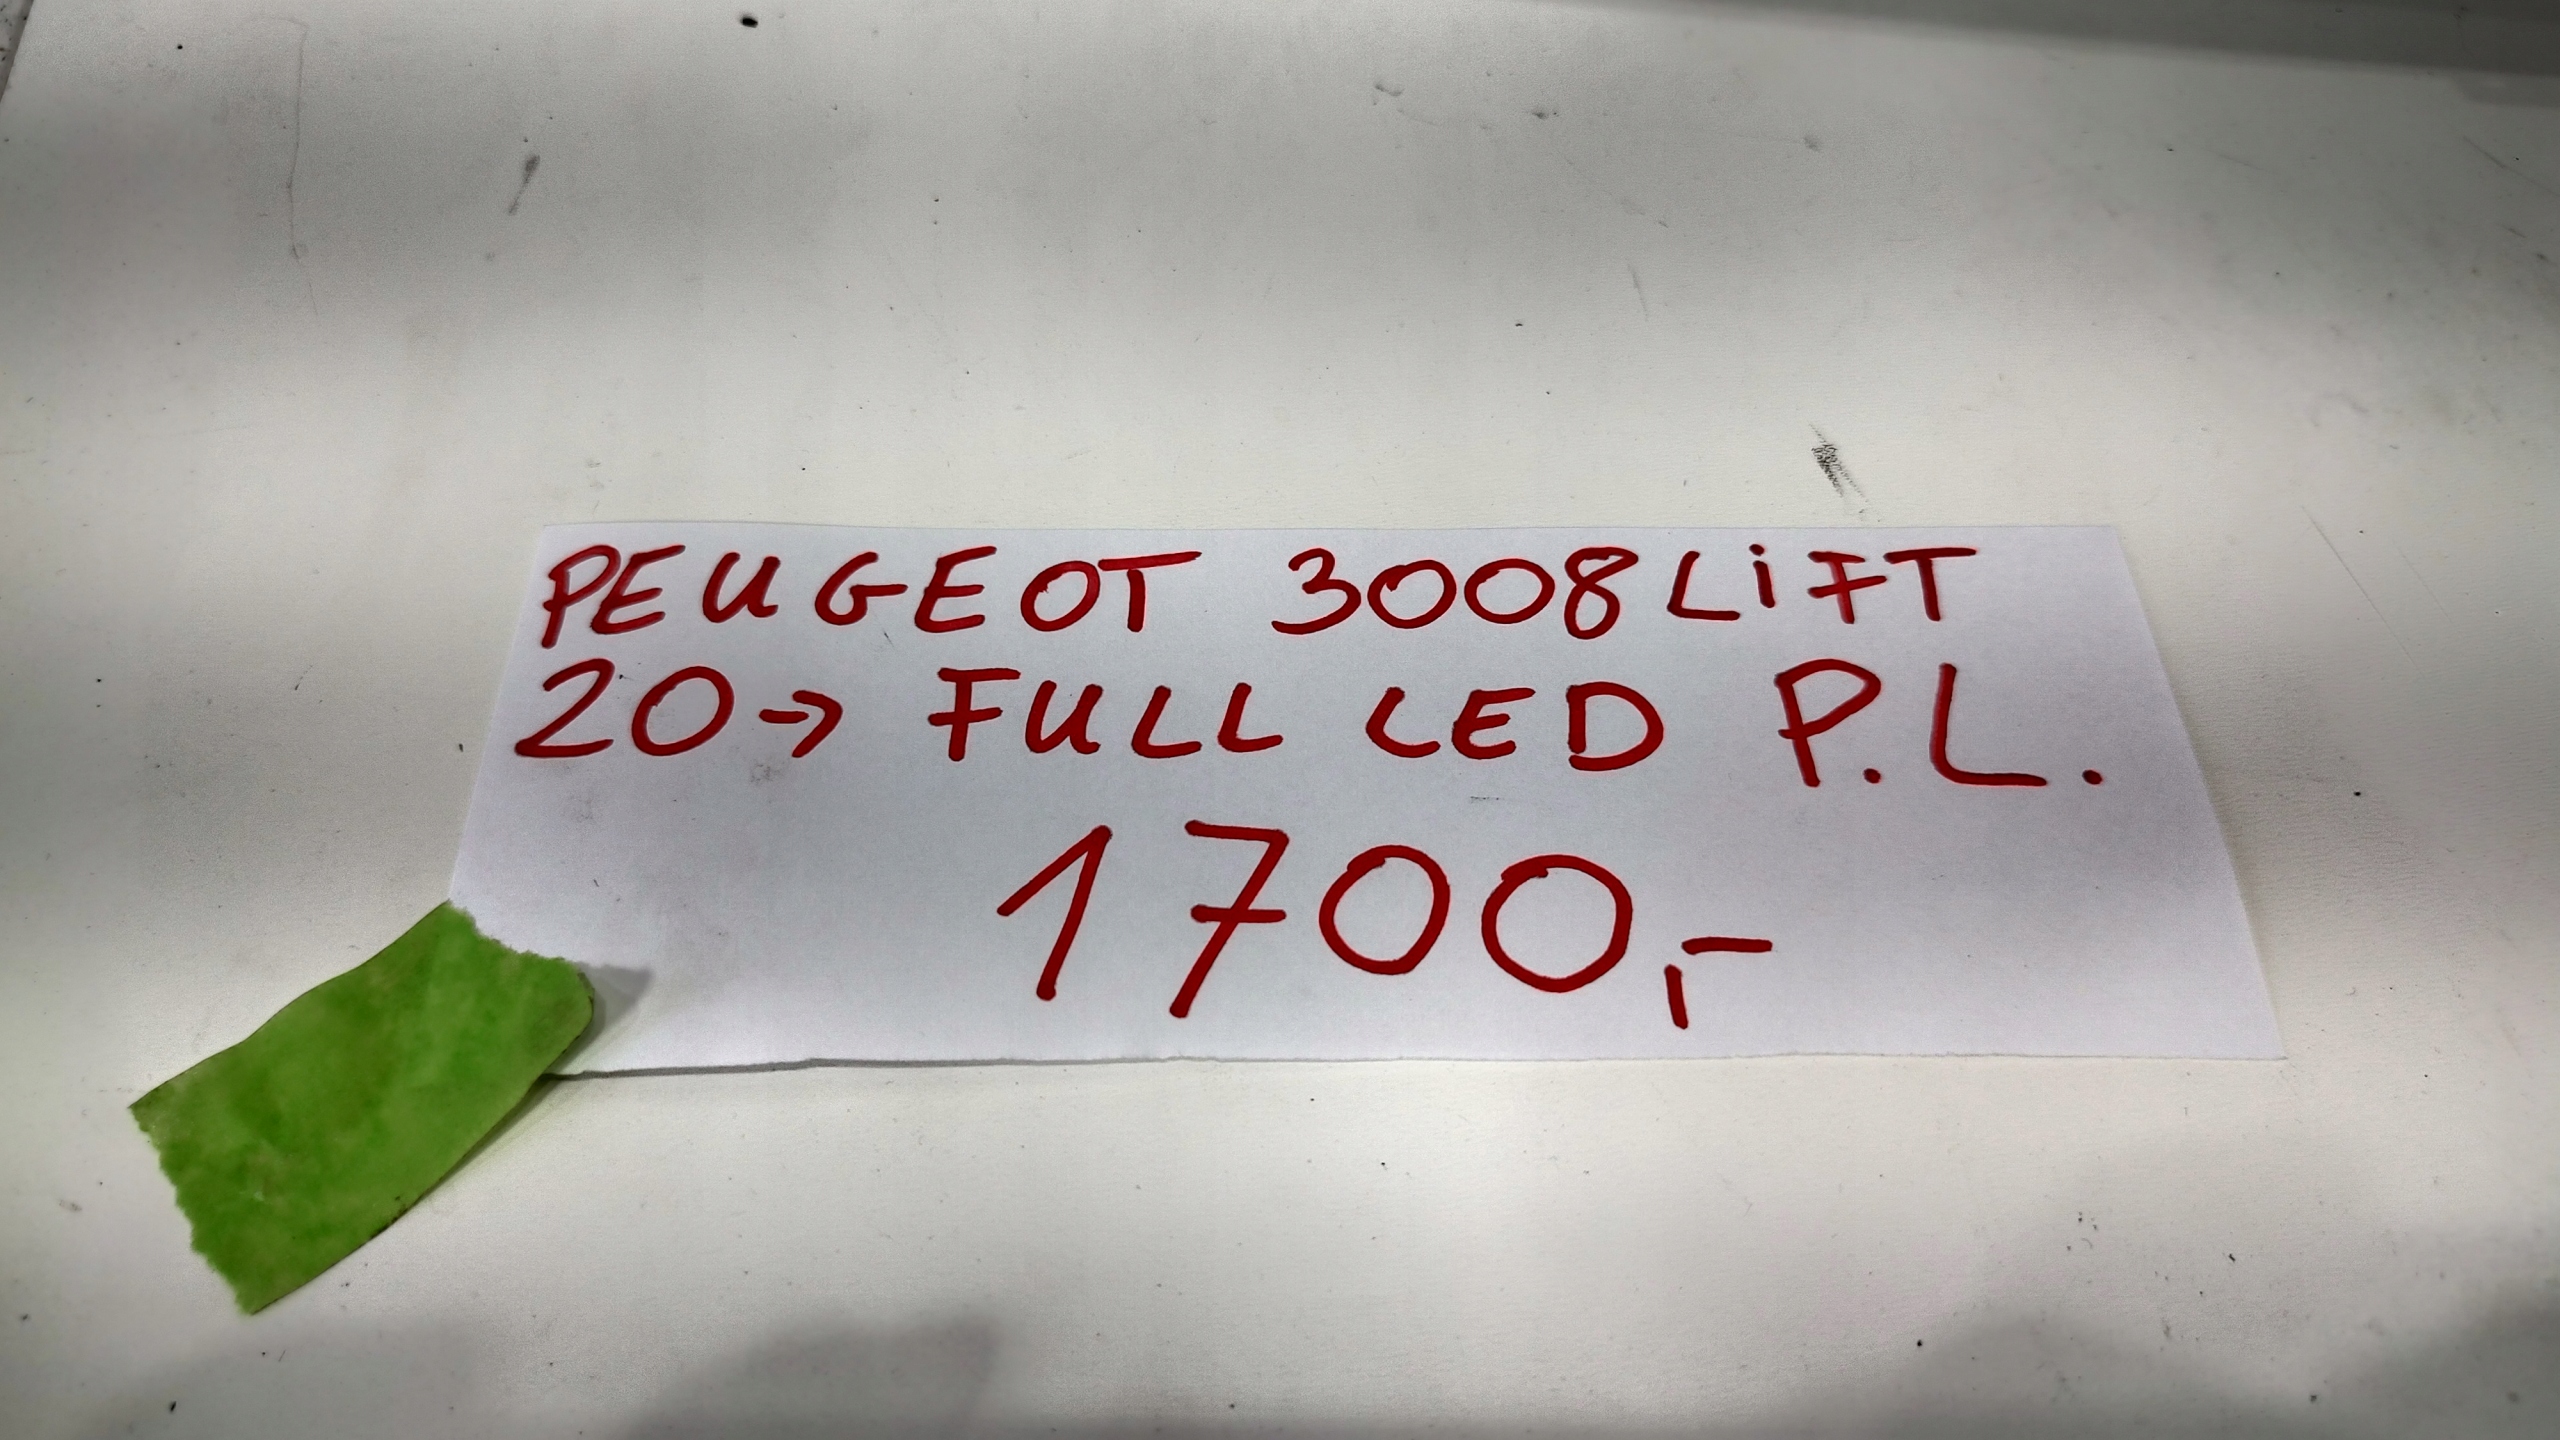 PEUGEOT 3008 LiFT
20→ FULL LED P.L.
1700,-